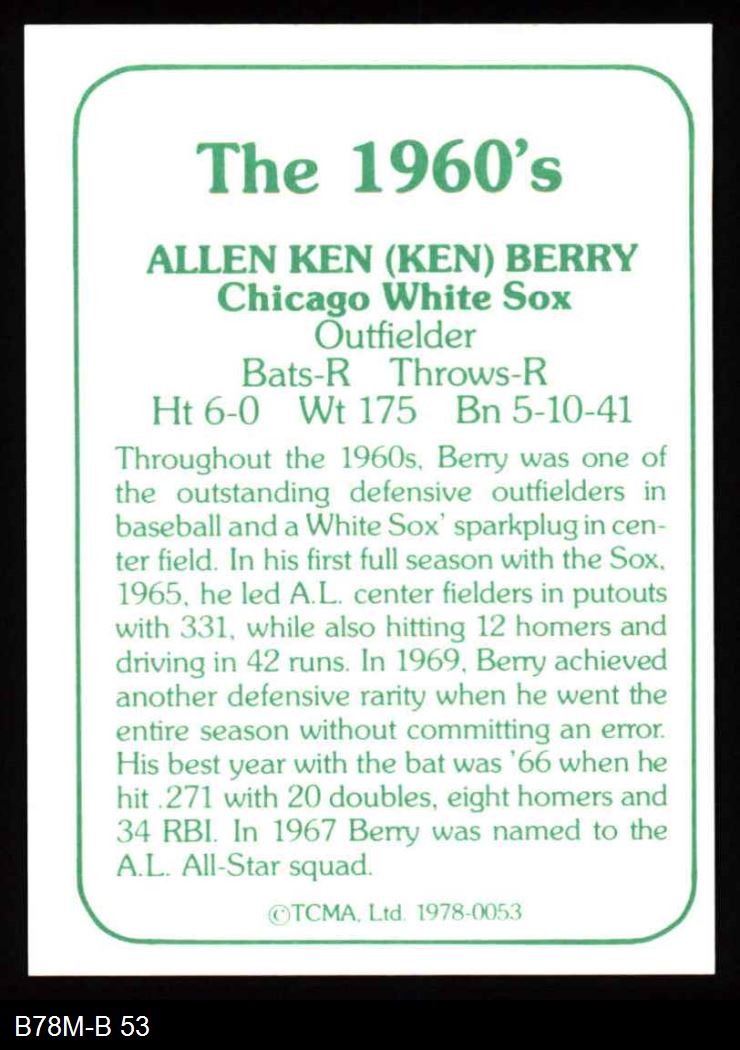 The 1960's
ALLEN KEN (KEN) BERRY
Chicago White Sox
Outfielder
Bats-R Throws-R
Ht 6-0 Wt 175 Bn 5-10-41
Throughout the 1960s, Berry was one of
the outstanding defensive outfielders in
baseball and a White Sox' sparkplug in cen-
ter field. In his first full season with the Sox,
1965, he led A.L. center fielders in putouts
with 331, while also hitting 12 homers and
driving in 42 runs. In 1969, Berry achieved
another defensive rarity when he went the
entire season without committing an error.
His best year with the bat was '66 when he
hit .271 with 20 doubles, eight homers and
34 RBI. In 1967 Berry was named to the
A.L. All-Star squad.
©TCMA, Ltd. 1978-0053
B78M-B 53